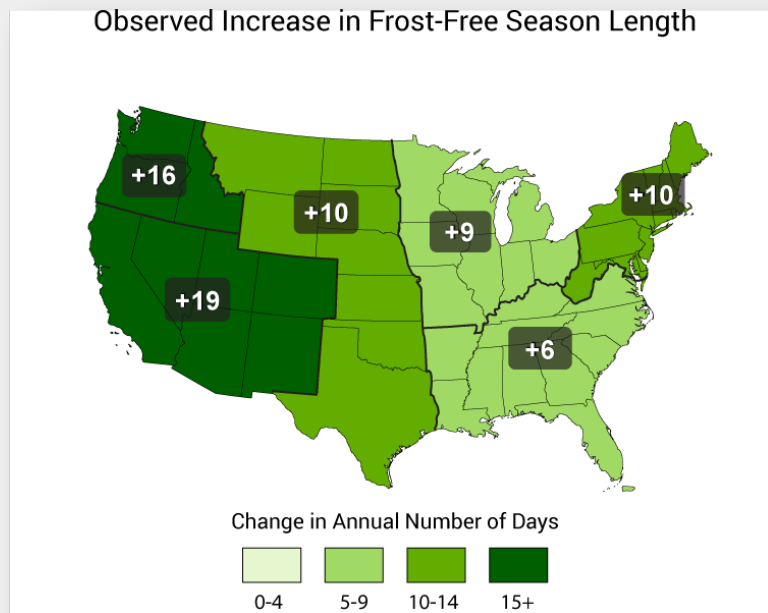 Observed Increase in Frost-Free Season Length
+16
+10
+10
+9
+19
+6
Change in Annual Number of Days
0-4 5-9 10-14 15+